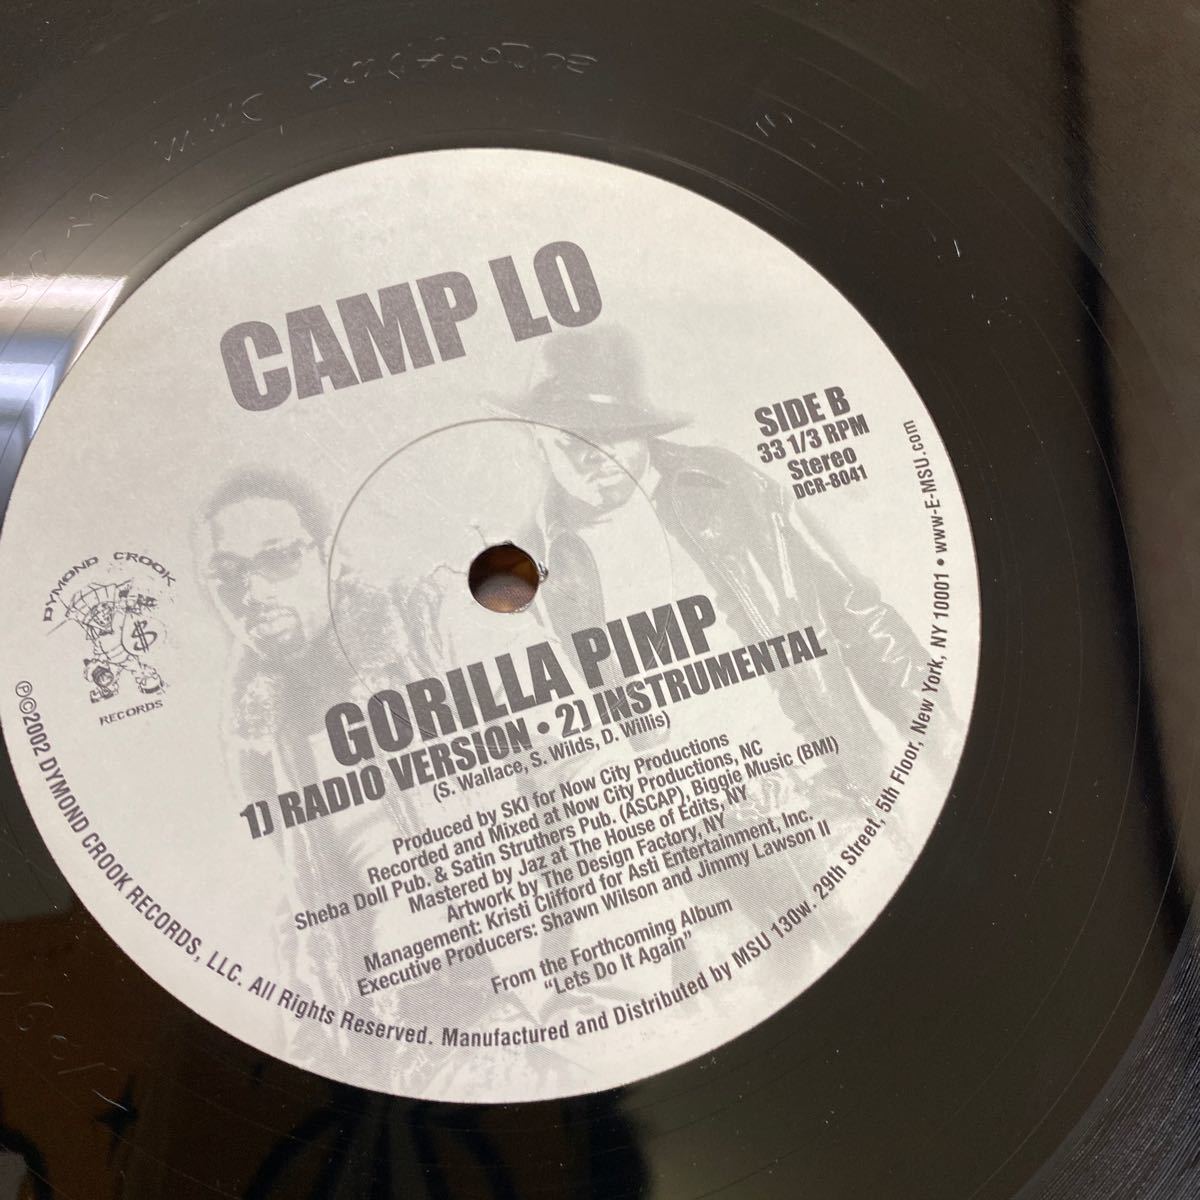 CAMP LO
SIDE B
33 1/3 RPM
Stereo
DCR-8041
DYMOND CROOK
$
RECORDS
GORILLA PIMP
1) RADIO VERSION • 2) INSTRUMENTAL
(S. Wallace, S. Wilds, D. Willis)
Produced by SKI for Now City Productions
Recorded and Mixed at Now City Productions, NC
Sheba Doll Pub. & Satin Struthers Pub. (ASCAP), Biggie Music (BMI)
Mastered by Jaz at The House of Edits, NY
Artwork by The Design Factory, NY
Management: Kristi Clifford for Asti Entertainment, Inc.
Executive Producers: Shawn Wilson and Jimmy Lawson II
From the Forthcoming Album
“Lets Do It Again”
℗©2002 DYMOND CROOK RECORDS, LLC. All Rights Reserved. Manufactured and Distributed by MSU 130w. 29th Street, 5th Floor, New York, NY 10001 • www-E-MSU.com